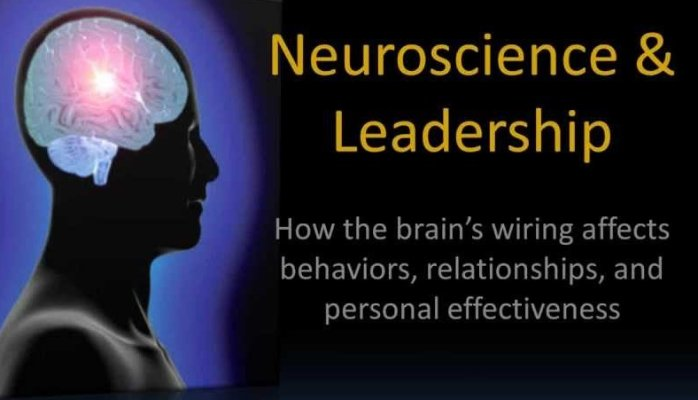 Neuroscience &
Leadership
How the brain’s wiring affects
behaviors, relationships, and
personal effectiveness